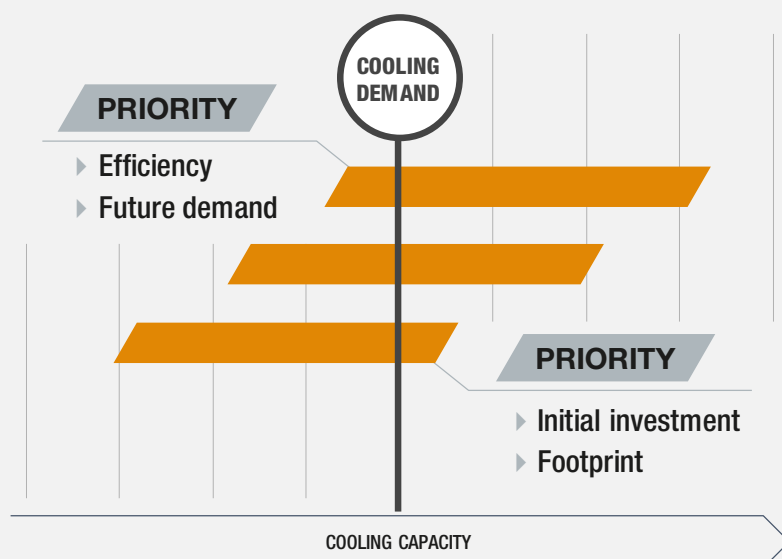 COOLING
DEMAND
PRIORITY
Efficiency
Future demand
PRIORITY
Initial investment
Footprint
COOLING CAPACITY